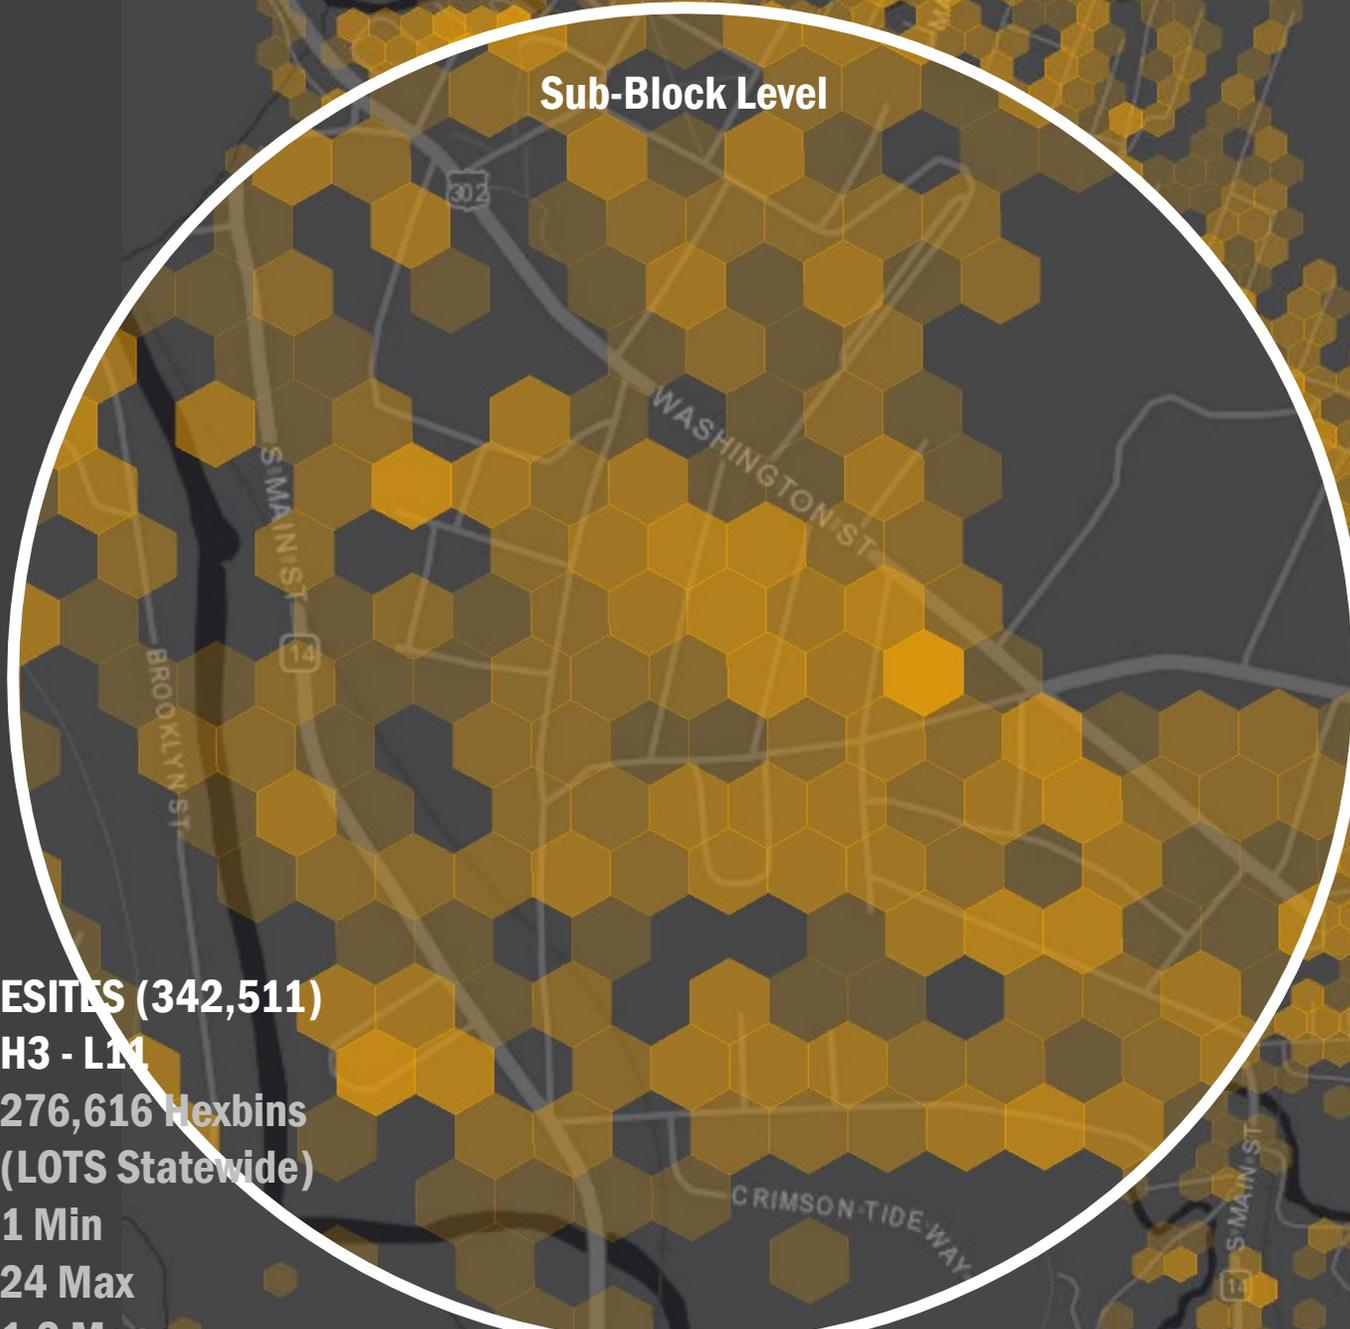 Sub-Block Level
302
WASHINGTON ST
S MAIN ST
14
BROOKLYN ST
ESITES (342,511)
H3 - L11
276,616 Hexbins
(LOTS Statewide)
1 Min
24 Max
CRIMSON TIDE WAY
S MAIN ST
14